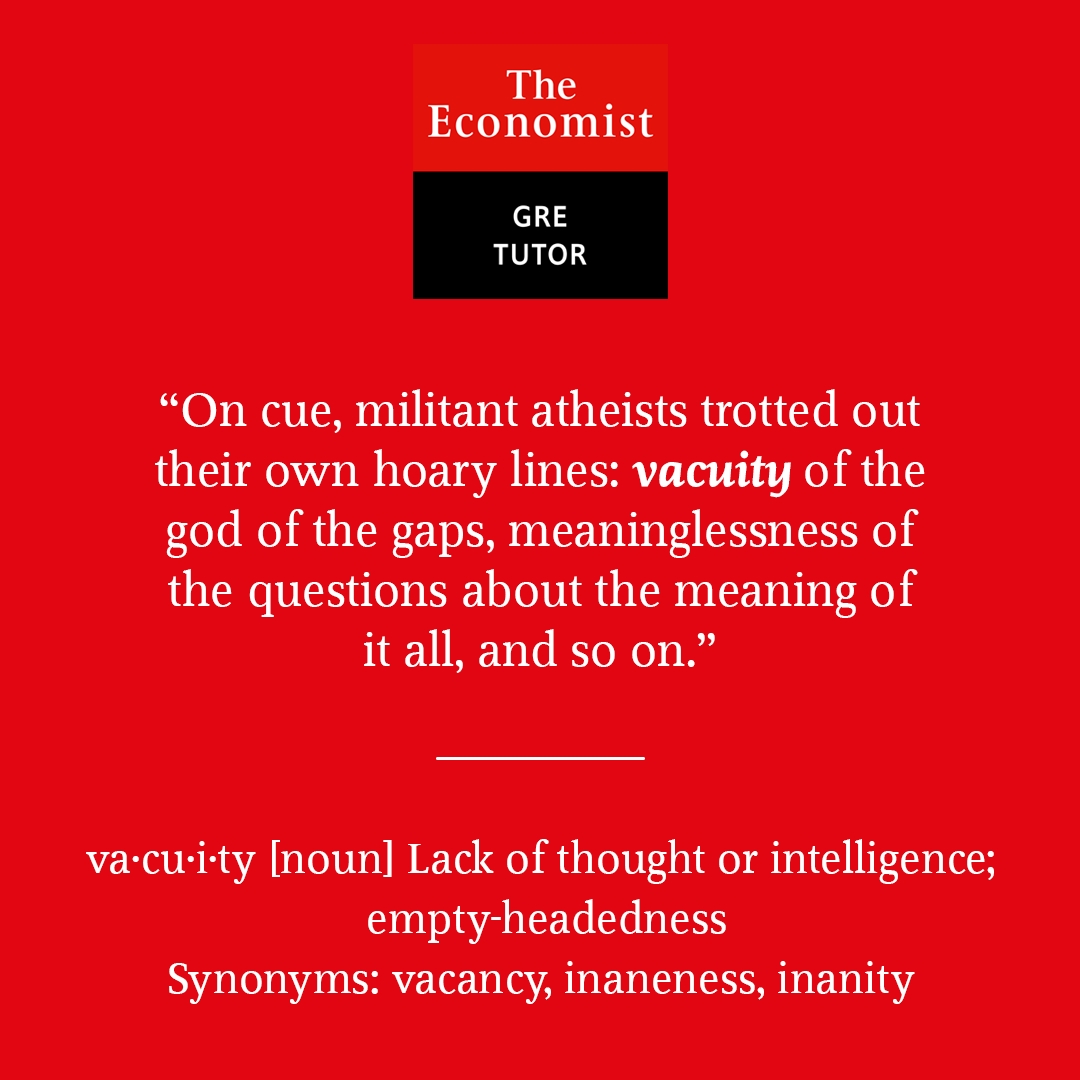 The
Economist
GRE
TUTOR
“On cue, militant atheists trotted out
their own hoary lines: vacuity of the
god of the gaps, meaninglessness of
the questions about the meaning of
it all, and so on.”
va·cu·i·ty [noun] Lack of thought or intelligence;
empty-headedness
Synonyms: vacancy, inaneness, inanity